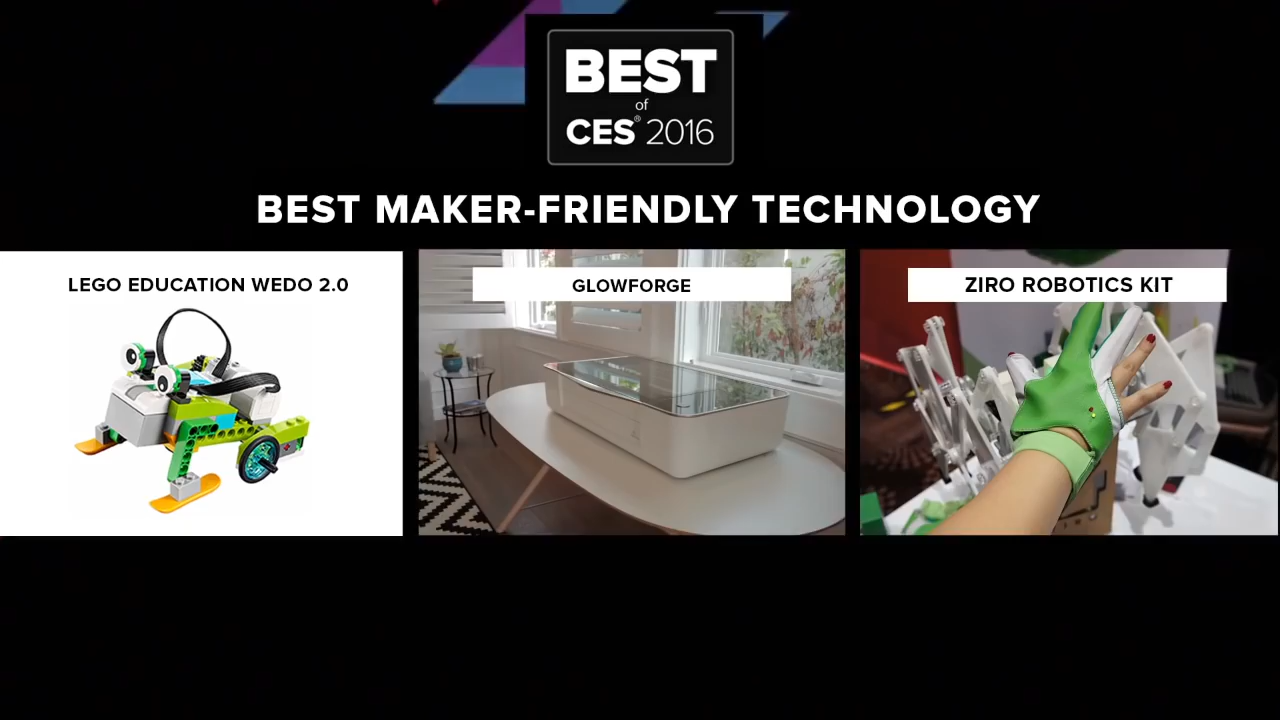 BEST
of
CES® 2016
BEST MAKER-FRIENDLY TECHNOLOGY
LEGO EDUCATION WEDO 2.0
GLOWFORGE
ZIRO ROBOTICS KIT